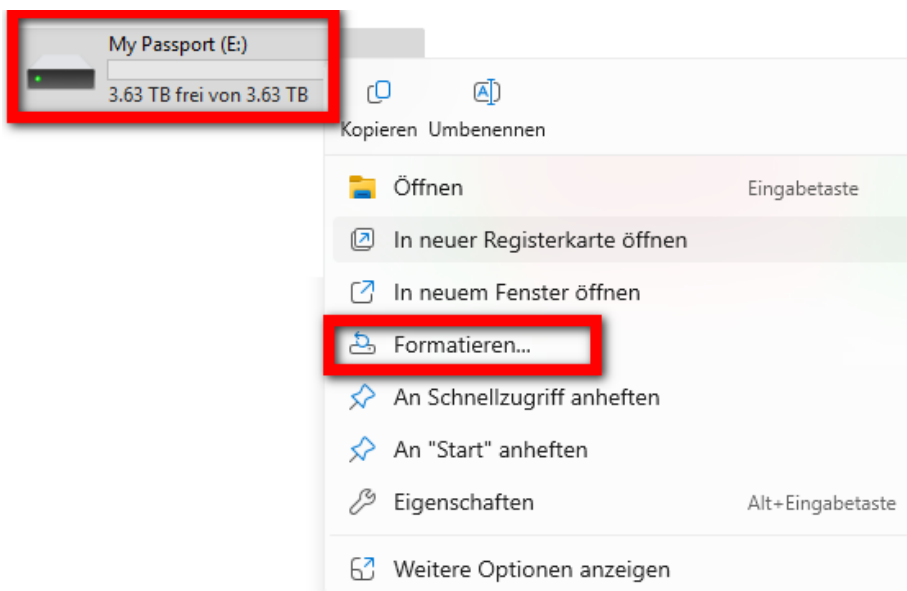 My Passport (E:)
3.63 TB frei von 3.63 TB
Kopieren Umbenennen
Öffnen Eingabetaste
In neuer Registerkarte öffnen
In neuem Fenster öffnen
Formatieren...
An Schnellzugriff anheften
An "Start" anheften
Eigenschaften Alt+Eingabetaste
Weitere Optionen anzeigen